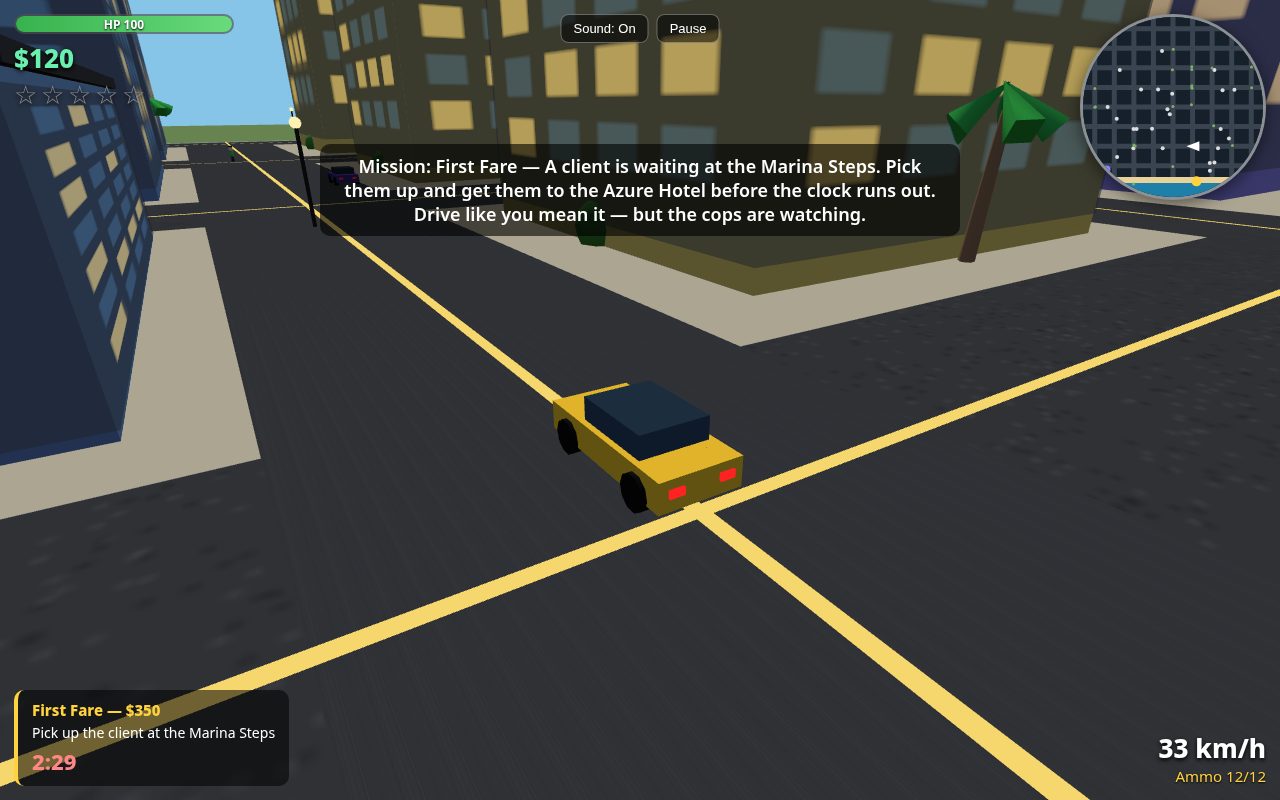 HP 100
$120
Sound: On
Pause
Mission: First Fare — A client is waiting at the Marina Steps. Pick
them up and get them to the Azure Hotel before the clock runs out.
Drive like you mean it — but the cops are watching.
First Fare — $350
Pick up the client at the Marina Steps
2:29
33 km/h
Ammo 12/12